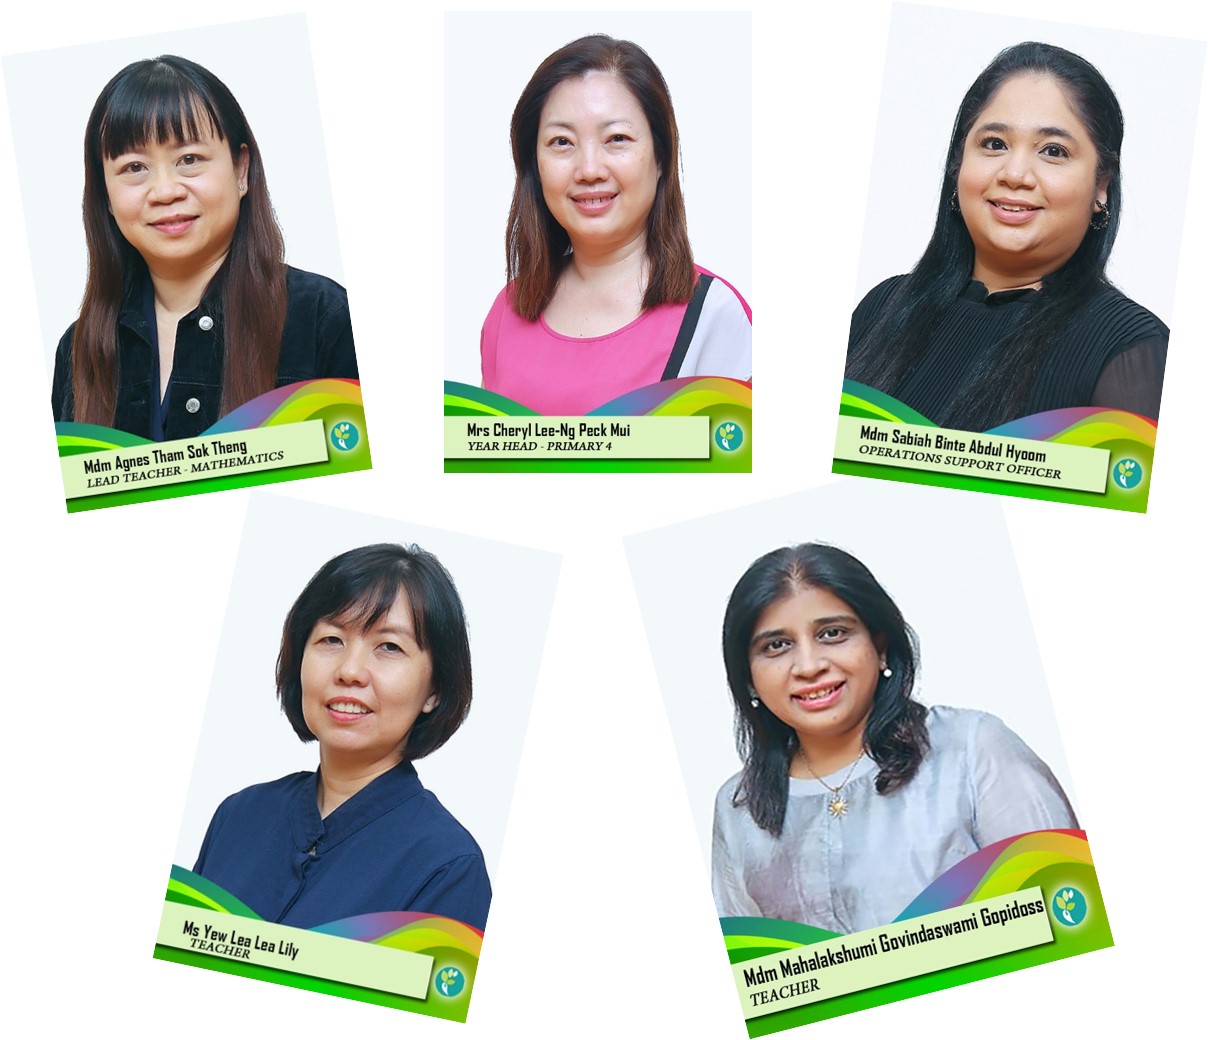 Mdm Agnes Tham Sok Theng
LEAD TEACHER - MATHEMATICS
Mrs Cheryl Lee-Ng Peck Mui
YEAR HEAD - PRIMARY 4
Mdm Sabiah Binte Abdul Hyoom
OPERATIONS SUPPORT OFFICER
Ms Yew Lea Lea Lily
TEACHER
Mdm Mahalakshumi Govindaswami Gopidoss
TEACHER